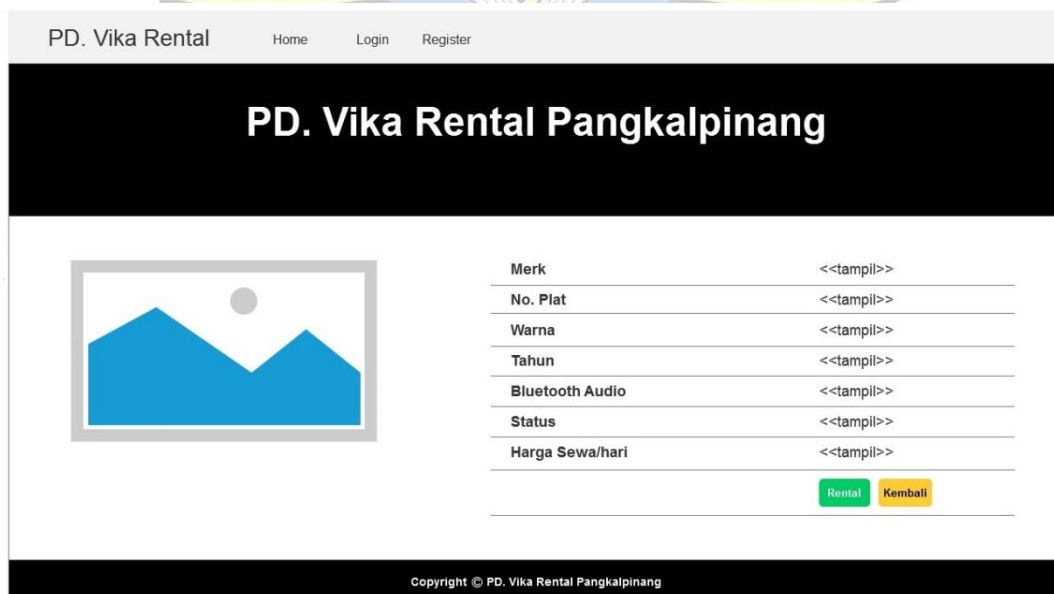 PD. Vika Rental Home Login Register
PD. Vika Rental Pangkalpinang
Merk <<tampil>>
No. Plat <<tampil>>
Warna <<tampil>>
Tahun <<tampil>>
Bluetooth Audio <<tampil>>
Status <<tampil>>
Harga Sewa/hari <<tampil>>
Rental Kembali
Copyright © PD. Vika Rental Pangkalpinang